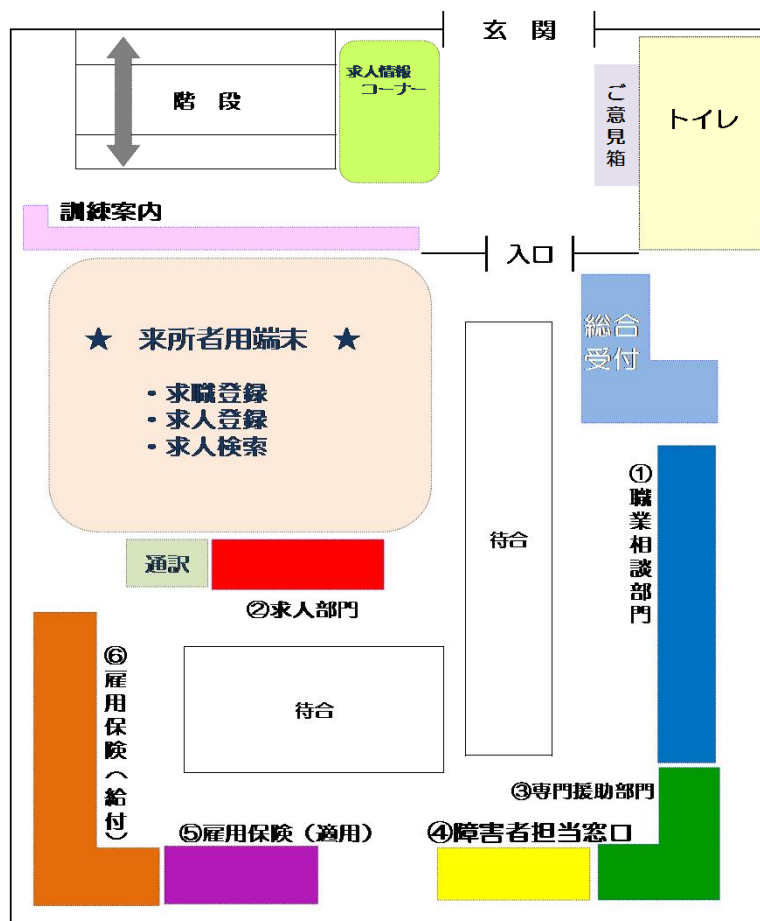 玄 関
求人情報
コーナー
階 段
ご意見箱
トイレ
訓練案内
入口
総合
受付
★ 来所者用端末 ★
・求職登録
・求人登録
・求人検索
①職業相談部門
待合
通訳
②求人部門
⑥雇用保険(給付)
待合
③専門援助部門
⑤雇用保険(適用)
④障害者担当窓口